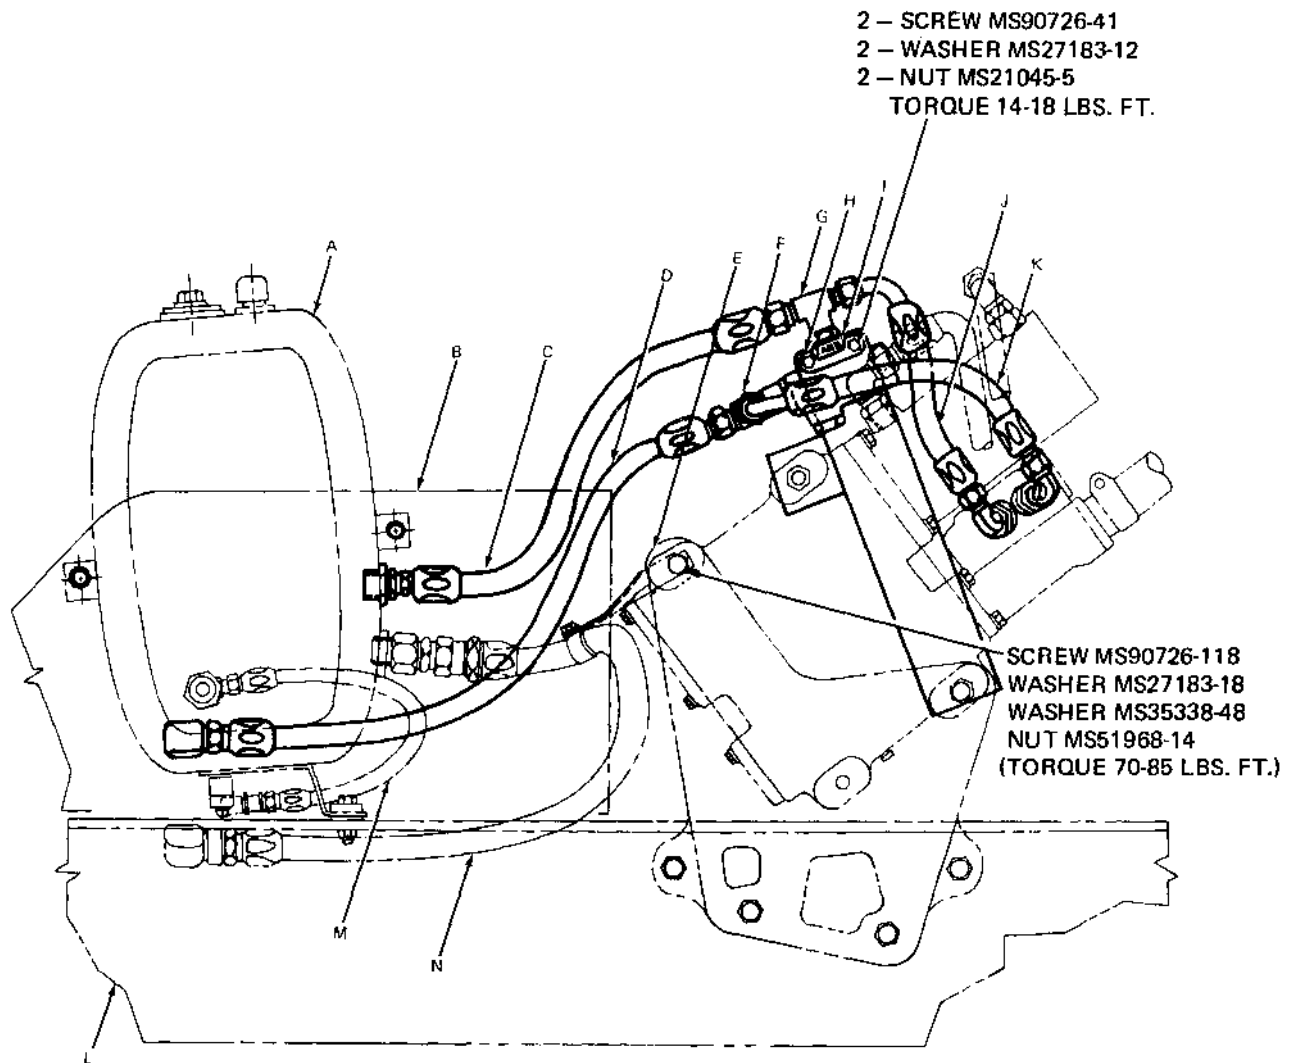 2 – SCREW MS90726-41
2 – WASHER MS27183-12
2 – NUT MS21045-5
TORQUE 14-18 LBS. FT.
A
B
C
D
E
F
G
H
I
J
K
SCREW MS90726-118
WASHER MS27183-18
WASHER MS35338-48
NUT MS51968-14
(TORQUE 70-85 LBS. FT.)
M
N
L